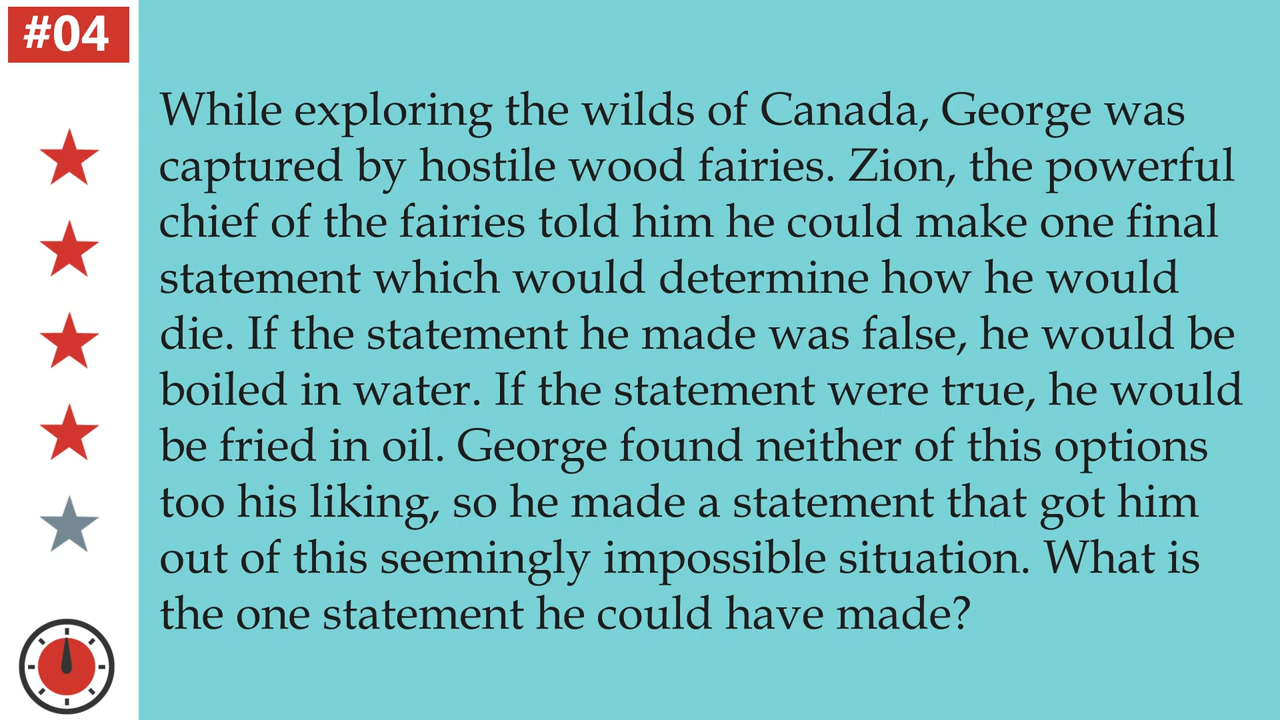 #04
While exploring the wilds of Canada, George was
captured by hostile wood fairies. Zion, the powerful
chief of the fairies told him he could make one final
statement which would determine how he would
die. If the statement he made was false, he would be
boiled in water. If the statement were true, he would
be fried in oil. George found neither of this options
too his liking, so he made a statement that got him
out of this seemingly impossible situation. What is
the one statement he could have made?